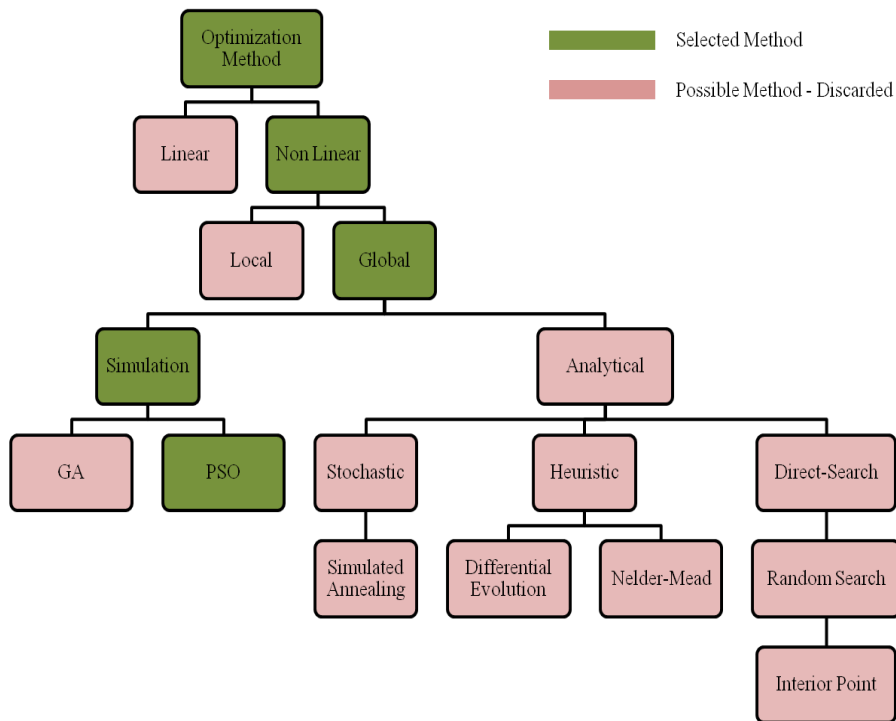 Optimization
Method
Selected Method
Possible Method - Discarded
Linear
Non Linear
Local
Global
Simulation
Analytical
GA
PSO
Stochastic
Heuristic
Direct-Search
Simulated
Annealing
Differential
Evolution
Nelder-Mead
Random Search
Interior Point